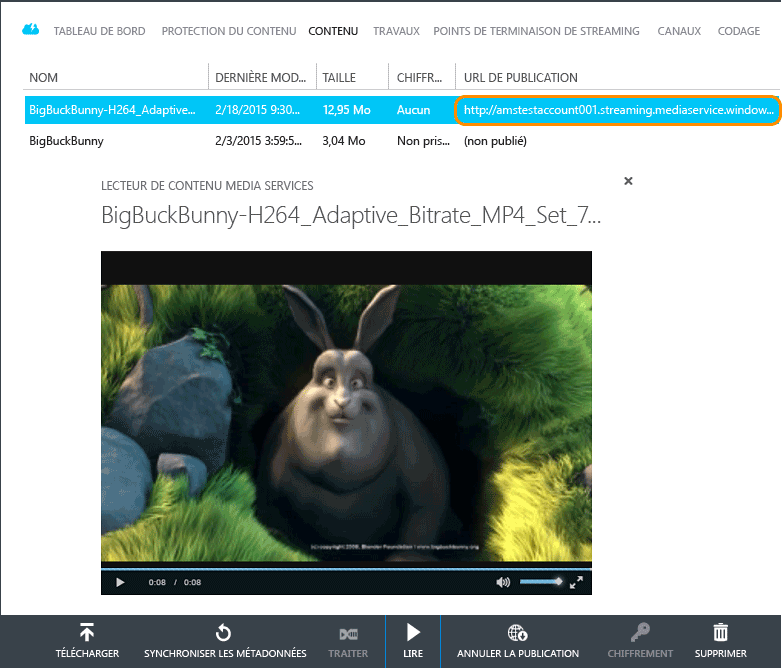 TABLEAU DE BORD PROTECTION DU CONTENU CONTENU TRAVAUX POINTS DE TERMINAISON DE STREAMING CANAUX CODAGE
NOM DERNIÈRE MOD... TAILLE CHIFFR... URL DE PUBLICATION
BigBuckBunny-H264_Adaptive... 2/18/2015 9:30... 12,95 Mo Aucun http://amstestaccount001.streaming.mediaservice.window...
BigBuckBunny 2/3/2015 3:59:5... 3,04 Mo Non pris... (non publié)
LECTEUR DE CONTENU MEDIA SERVICES
BigBuckBunny-H264_Adaptive_Bitrate_MP4_Set_7...
(c) copyright 2008, Blender Foundation | www.bigbuckbunny.org
0:08 / 0:08
TÉLÉCHARGER SYNCHRONISER LES MÉTADONNÉES TRAITER LIRE ANNULER LA PUBLICATION CHIFFREMENT SUPPRIMER